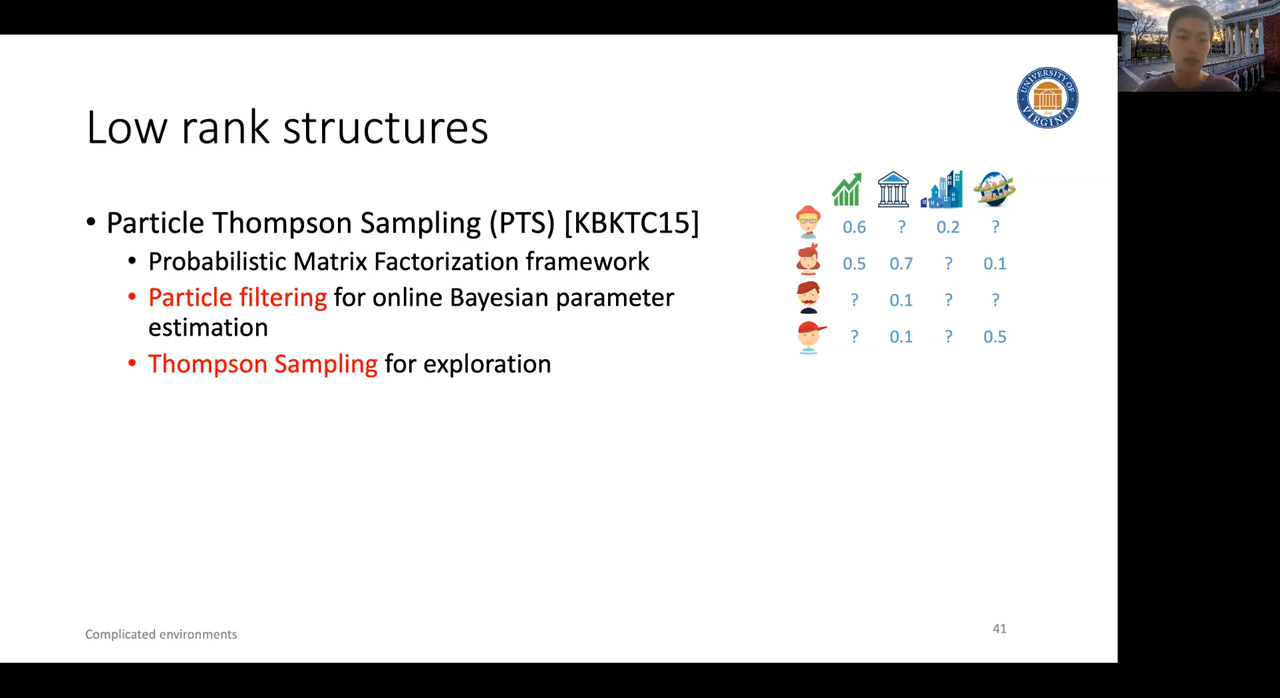 UNIVERSITY OF VIRGINIA
Low rank structures
• Particle Thompson Sampling (PTS) [KBKTC15]
• Probabilistic Matrix Factorization framework
• Particle filtering for online Bayesian parameter
estimation
• Thompson Sampling for exploration
0.6 ? 0.2 ?
0.5 0.7 ? 0.1
? 0.1 ? ?
? 0.1 ? 0.5
Complicated environments
41